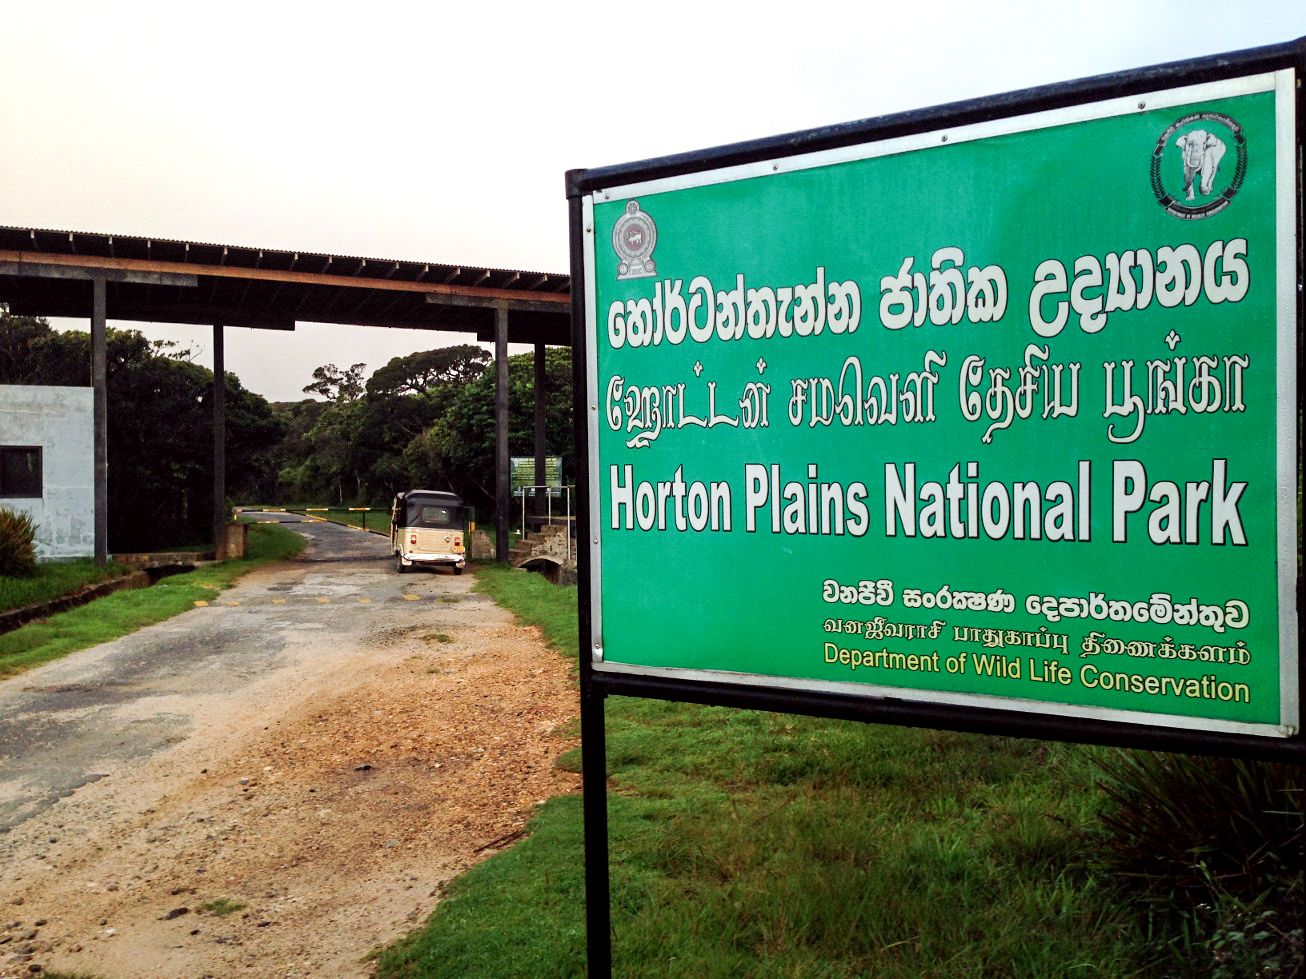 හෝර්ටන්තැන්න ජාතික උද්‍යානය
ஹோட்டன் சமவெளி தேசிய பூங்கா
Horton Plains National Park
වනජීවී සංරක්ෂණ දෙපාර්තමේන්තුව
வனஜீவராசி பாதுகாப்பு திணைக்களம்
Department of Wild Life Conservation